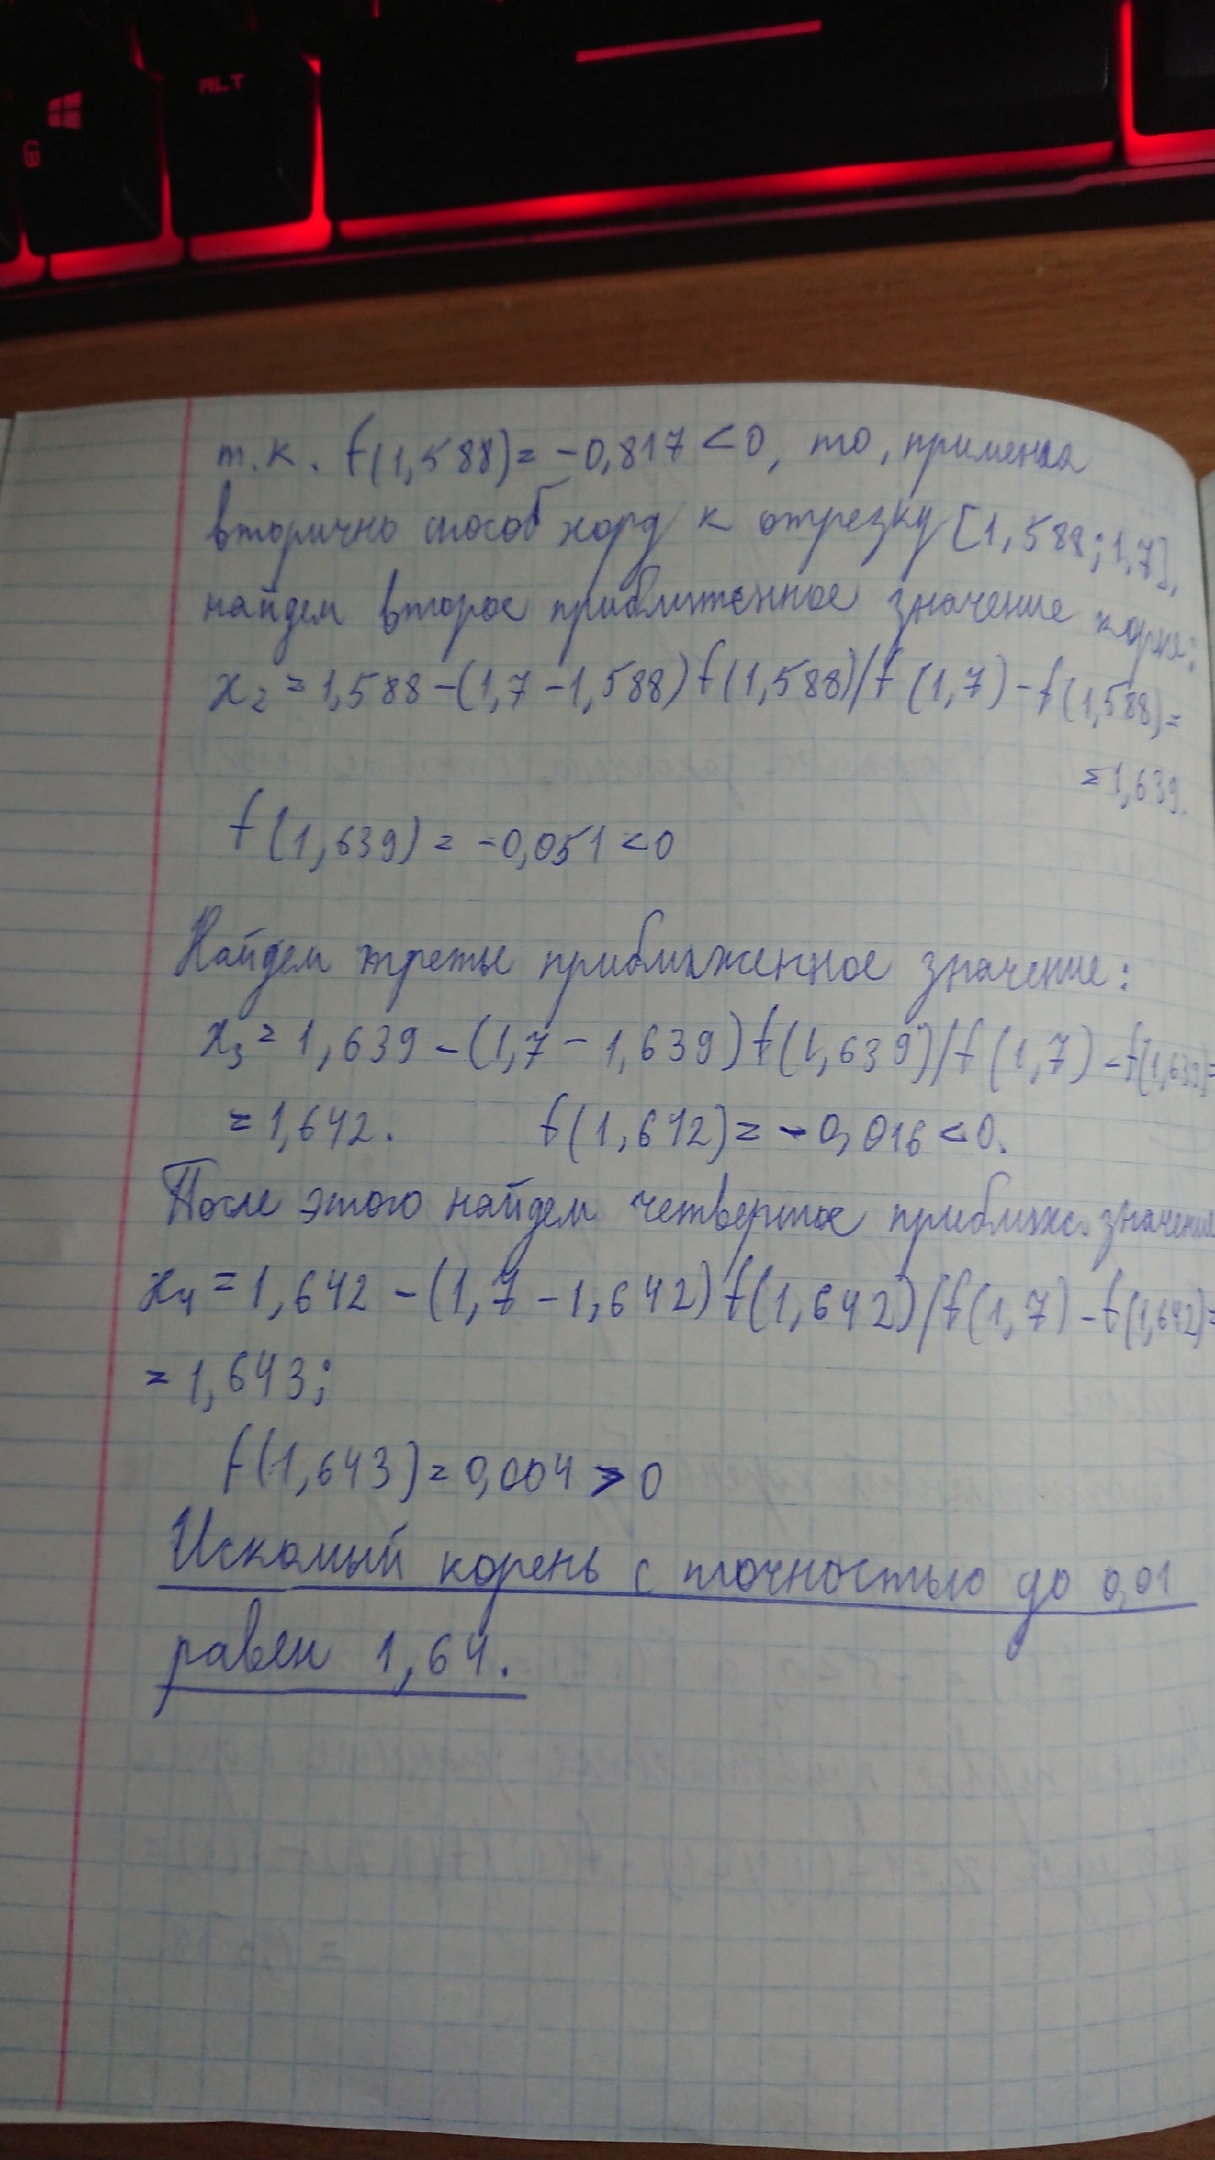 ALT
т.к. f(1,588)= -0,817 < 0, то, применяя
вторично способ хорд к отрезку [1,588; 1,7],
найдем второе приближенное значение корня:
x₂ = 1,588 - (1,7 - 1,588) f(1,588)/f(1,7) - f(1,588) =
= 1,639.
f(1,639) = -0,051 < 0
Найдем третье приближенное значение:
x₃ = 1,639 - (1,7 - 1,639) f(1,639)/f(1,7) - f(1,639) =
= 1,642. f(1,642) = -0,016 < 0.
После этого найдем четвертое приближ. значение
x₄ = 1,642 - (1,7 - 1,642) f(1,642)/f(1,7) - f(1,642) =
= 1,643;
f(1,643) = 0,004 > 0
Искомый корень с точностью до 0,01
равен 1,64.